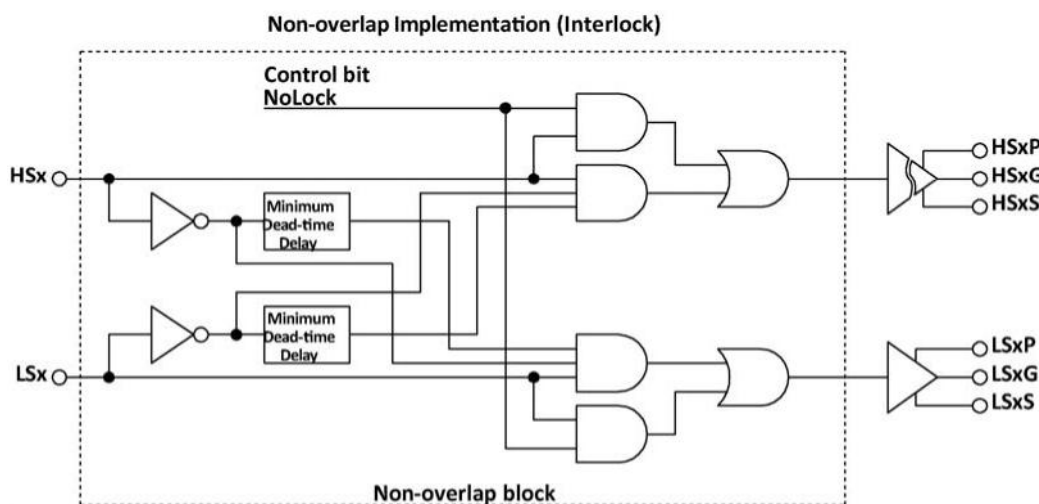 Non-overlap Implementation (Interlock)
Control bit
NoLock
HSx
Minimum
Dead-time
Delay
HSxP
HSxG
HSxS
Minimum
Dead-time
Delay
LSx
LSxP
LSxG
LSxS
Non-overlap block